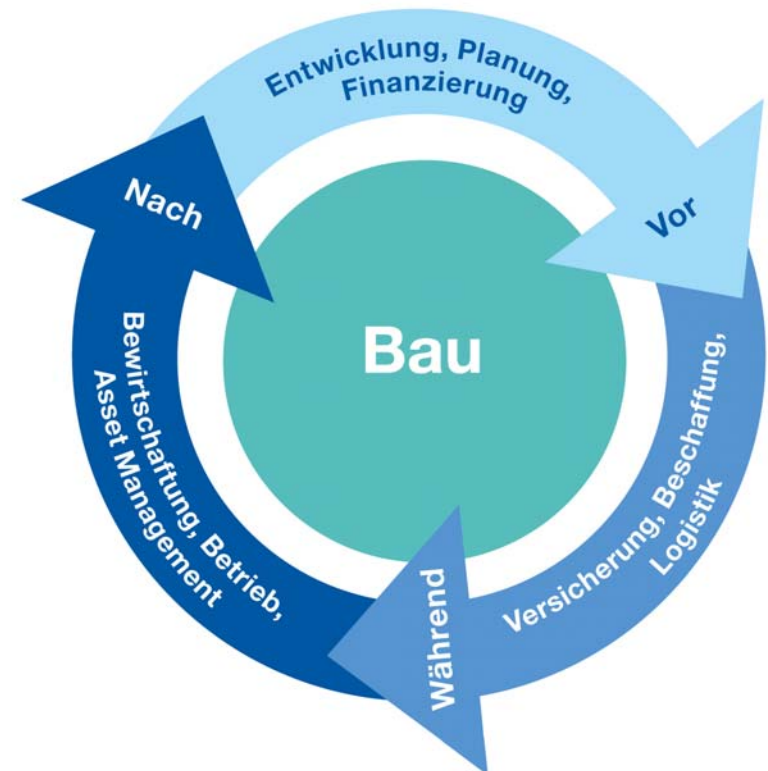 Entwicklung, Planung,
Finanzierung
Vor
Versicherung, Beschaffung,
Logistik
Während
Bewirtschaftung, Betrieb,
Asset Management
Nach
Bau